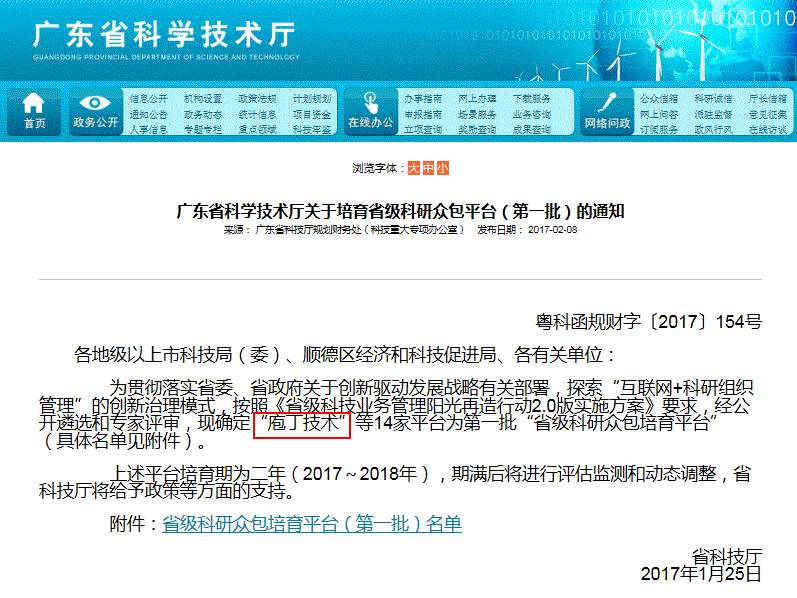 广东省科学技术厅
GUANGDONG PROVINCIAL DEPARTMENT OF SCIENCE AND TECHNOLOGY
首页
政务公开
信息公开 机构设置 政策法规 计划规划
通知公告 政务动态 统计信息 项目资金
人事信息 专题专栏 重点领域 科技年鉴
在线办公
办事指南 网上办理 下载服务
申报指南 场景服务 业务咨询
立项查询 奖励查询 成果查询
网络问政
公众信箱 科研诚信 厅长信箱
网上问答 派驻监督 意见征集
订阅服务 政风行风 在线访谈
浏览字体：大 中 小
广东省科学技术厅关于培育省级科研众包平台（第一批）的通知
来源： 广东省科技厅规划财务处（科技重大专项办公室） 发布日期： 2017-02-08
粤科函规财字〔2017〕154号
各地级以上市科技局（委）、顺德区经济和科技促进局、各有关单位：
为贯彻落实省委、省政府关于创新驱动发展战略有关部署，探索“互联网+科研组织
管理”的创新治理模式，按照《省级科技业务管理阳光再造行动2.0版实施方案》要求，经公
开遴选和专家评审，现确定“庖丁技术”等14家平台为第一批“省级科研众包培育平台”
（具体名单见附件）。
上述平台培育期为二年（2017～2018年），期满后将进行评估监测和动态调整，省
科技厅将给予政策等方面的支持。
附件：省级科研众包培育平台（第一批）名单
省科技厅
2017年1月25日